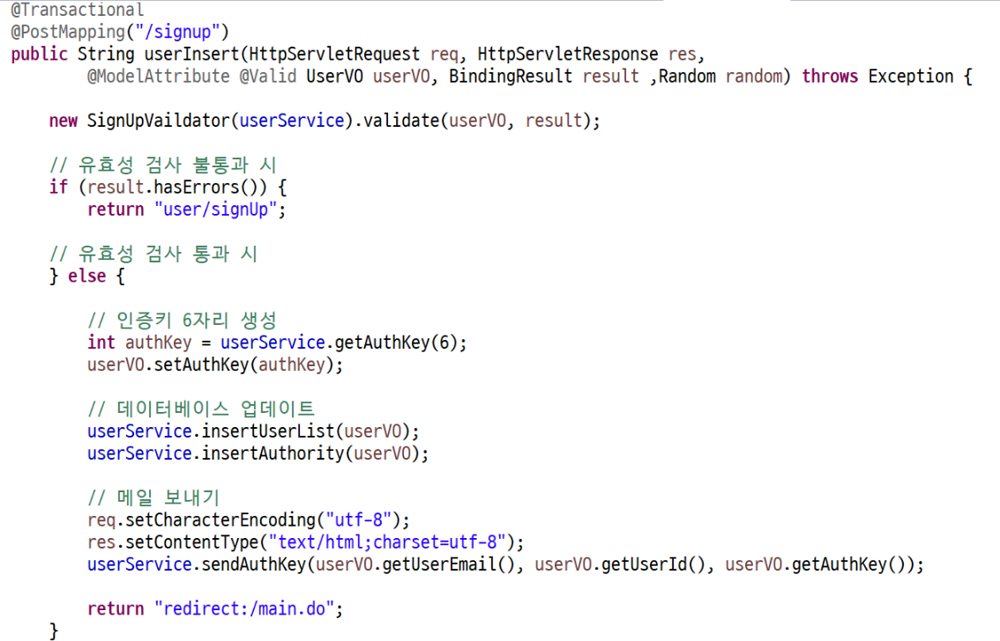 @Transactional
@PostMapping("/signup")
public String userInsert(HttpServletRequest req, HttpServletResponse res,
@ModelAttribute @Valid UserVO userVO, BindingResult result ,Random random) throws Exception {
new SignUpVaildator(userService).validate(userVO, result);
// 유효성 검사 불통과 시
if (result.hasErrors()) {
return "user/signUp";
// 유효성 검사 통과 시
} else {
// 인증키 6자리 생성
int authKey = userService.getAuthKey(6);
userVO.setAuthKey(authKey);
// 데이터베이스 업데이트
userService.insertUserList(userVO);
userService.insertAuthority(userVO);
// 메일 보내기
req.setCharacterEncoding("utf-8");
res.setContentType("text/html;charset=utf-8");
userService.sendAuthKey(userVO.getUserEmail(), userVO.getUserId(), userVO.getAuthKey());
return "redirect:/main.do";
}